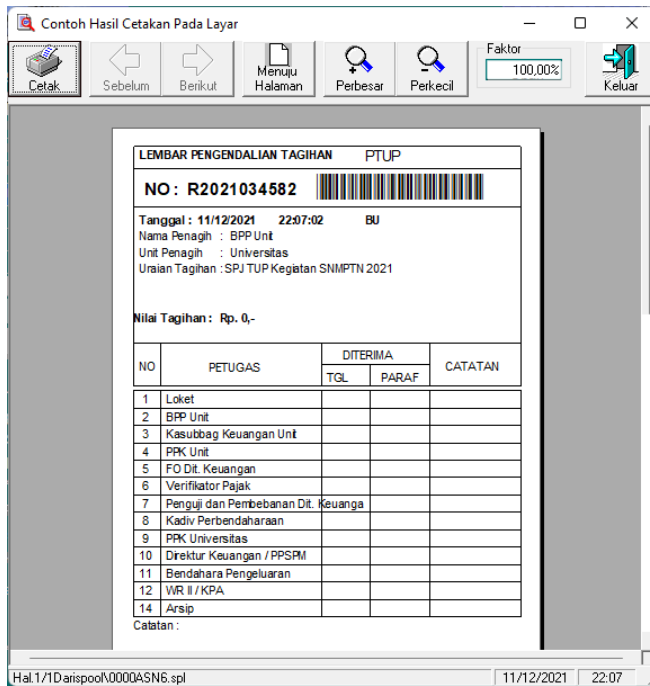 Contoh Hasil Cetakan Pada Layar
Cetak
Sebelum
Berikut
Menuju Halaman
Perbesar
Perkecil
Faktor
100,00%
Keluar
LEMBAR PENGENDALIAN TAGIHAN PTUP
NO : R2021034582
Tanggal : 11/12/2021 22:07:02 BU
Nama Penagih : BPP Unit
Unit Penagih : Universitas
Uraian Tagihan : SPJ TUP Kegiatan SNMPTN 2021
Nilai Tagihan : Rp. 0,-
NO PETUGAS DITERIMA CATATAN
TGL PARAF
1 Loket
2 BPP Unit
3 Kasubbag Keuangan Unit
4 PPK Unit
5 FO Dit. Keuangan
6 Verifikator Pajak
7 Penguji dan Pembebanan Dit. Keuanga
8 Kadiv Perbendaharaan
9 PPK Universitas
10 Direktur Keuangan / PPSPM
11 Bendahara Pengeluaran
12 WR II / KPA
14 Arsip
Catatan :
Hal.1/1Darispool\0000ASN6.spl 11/12/2021 22:07